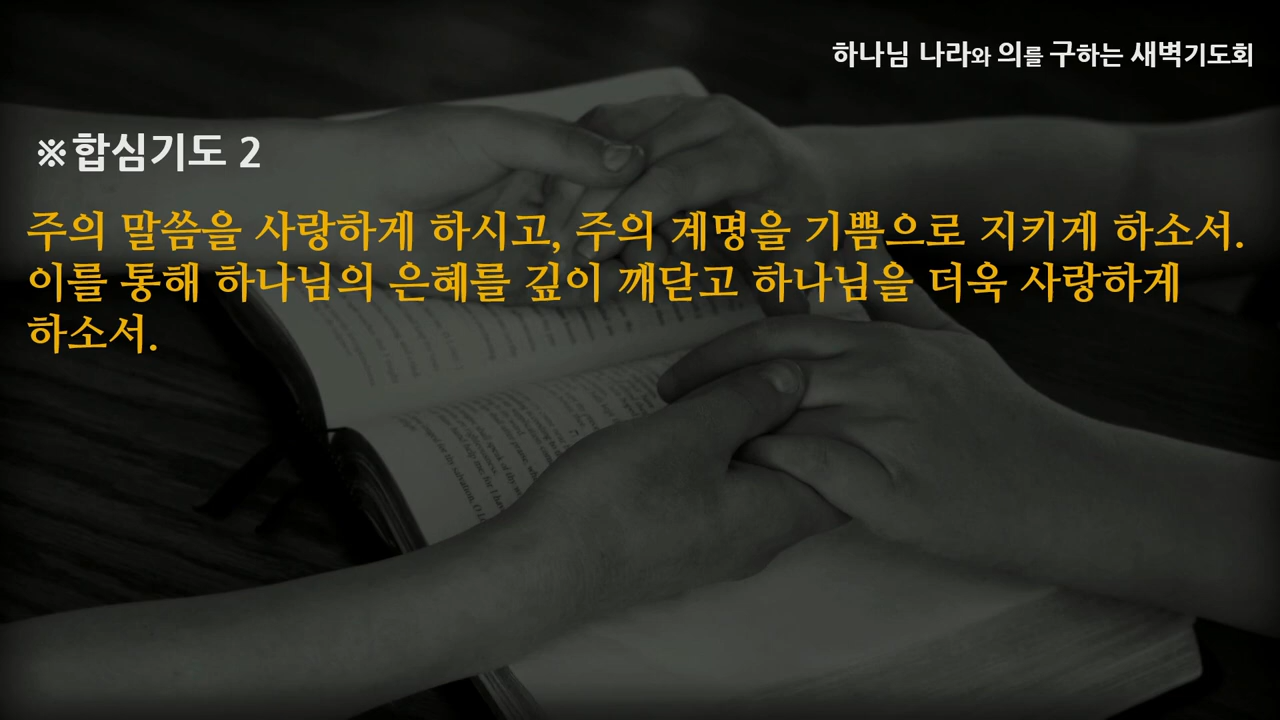 하나님 나라와 의를 구하는 새벽기도회
※합심기도 2
주의 말씀을 사랑하게 하시고, 주의 계명을 기쁨으로 지키게 하소서.
이를 통해 하나님의 은혜를 깊이 깨닫고 하나님을 더욱 사랑하게
하소서.